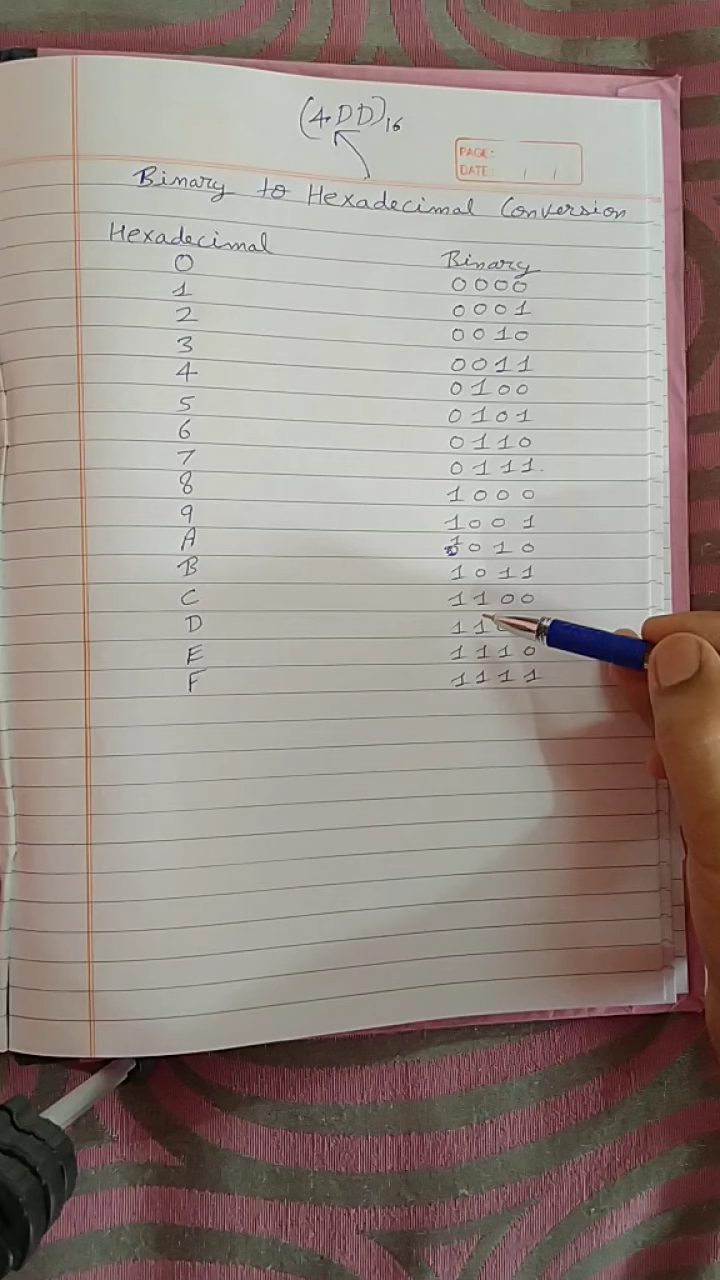 (4DD)16
PAGE:
DATE: / /
Binary to Hexadecimal Conversion
Hexadecimal Binary
0 0000
1 0001
2 0010
3 0011
4 0100
5 0101
6 0110
7 0111.
8 1000
9 1001
A 1010
B 1011
C 1100
D 11
E 1110
F 1111